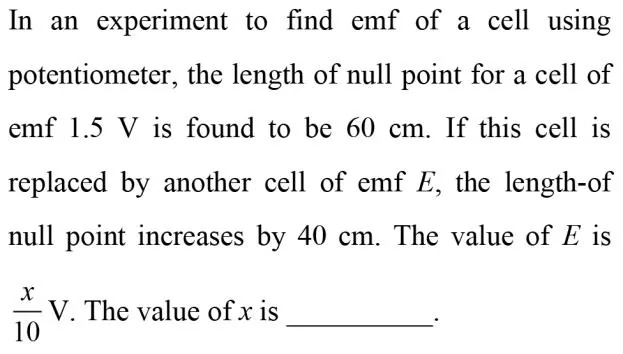 In an experiment to find emf of a cell using
potentiometer, the length of null point for a cell of
emf 1.5 V is found to be 60 cm. If this cell is
replaced by another cell of emf E, the length-of
null point increases by 40 cm. The value of E is
x/10 V. The value of x is __________.